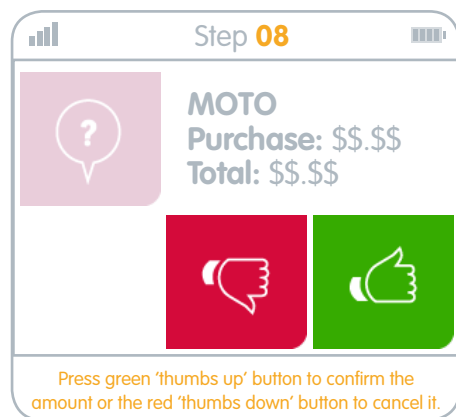 Step 08
?
MOTO
Purchase: $$.$$
Total: $$.$$
Press green ‘thumbs up’ button to confirm the
amount or the red ‘thumbs down’ button to cancel it.